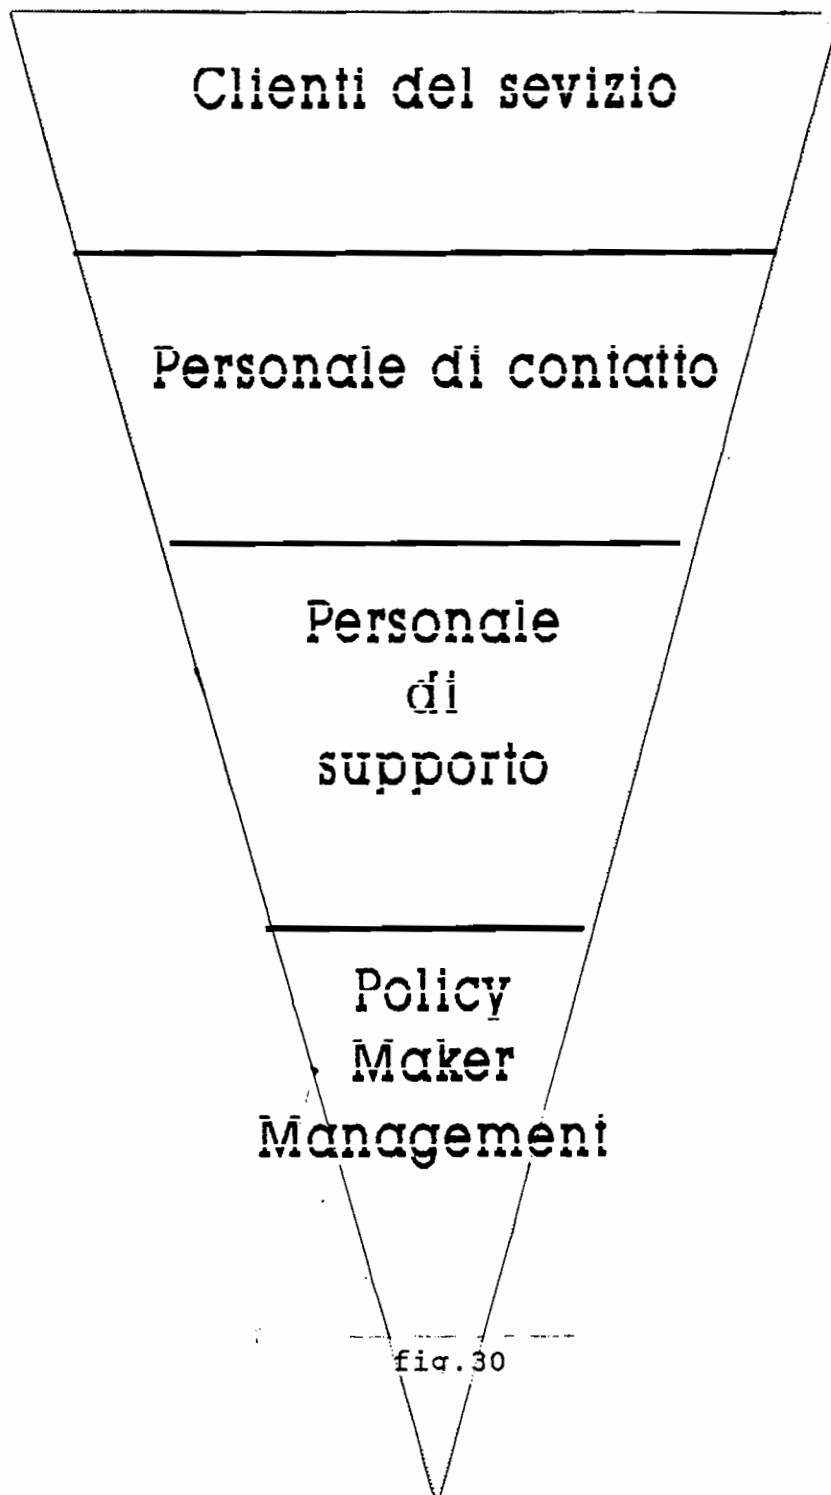 Clienti del sevizio
Personale di contatto
Personale
di
supporto
Policy
Maker
Management
fig.30